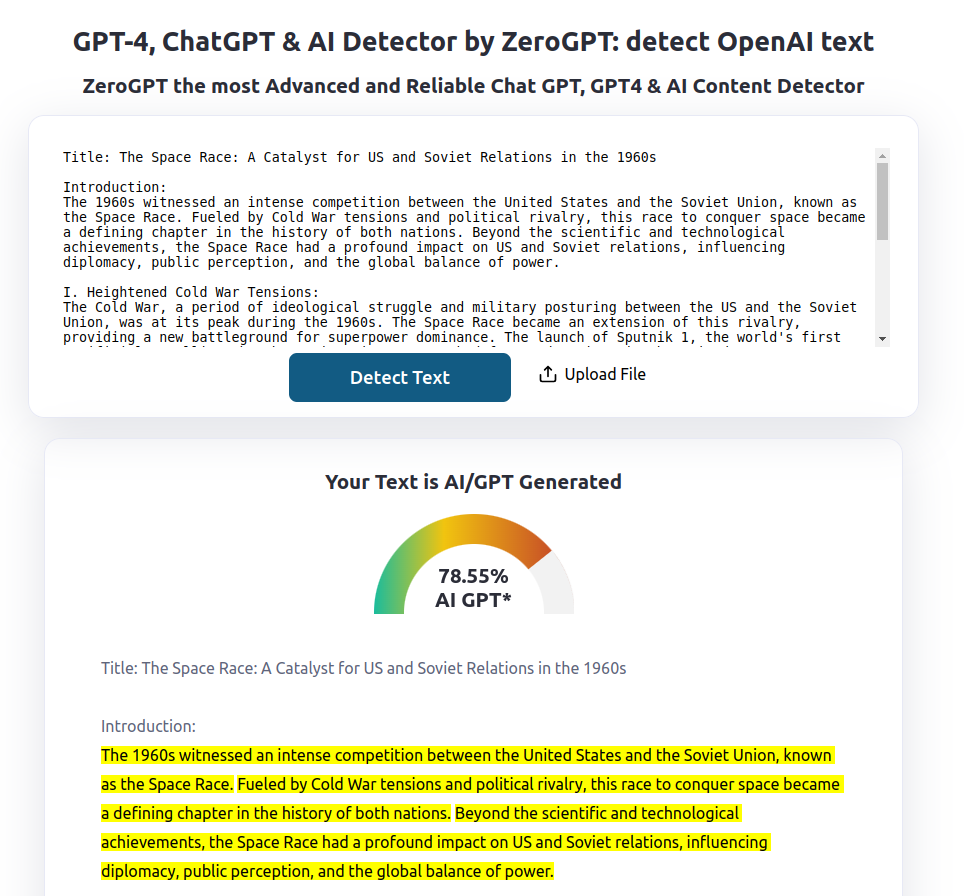 GPT-4, ChatGPT & AI Detector by ZeroGPT: detect OpenAI text
ZeroGPT the most Advanced and Reliable Chat GPT, GPT4 & AI Content Detector
Title: The Space Race: A Catalyst for US and Soviet Relations in the 1960s
Introduction:
The 1960s witnessed an intense competition between the United States and the Soviet Union, known as
the Space Race. Fueled by Cold War tensions and political rivalry, this race to conquer space became
a defining chapter in the history of both nations. Beyond the scientific and technological
achievements, the Space Race had a profound impact on US and Soviet relations, influencing
diplomacy, public perception, and the global balance of power.
I. Heightened Cold War Tensions:
The Cold War, a period of ideological struggle and military posturing between the US and the Soviet
Union, was at its peak during the 1960s. The Space Race became an extension of this rivalry,
providing a new battleground for superpower dominance. The launch of Sputnik 1, the world's first
Detect Text
Upload File
Your Text is AI/GPT Generated
78.55%
AI GPT*
Title: The Space Race: A Catalyst for US and Soviet Relations in the 1960s
Introduction:
The 1960s witnessed an intense competition between the United States and the Soviet Union, known
as the Space Race. Fueled by Cold War tensions and political rivalry, this race to conquer space became
a defining chapter in the history of both nations. Beyond the scientific and technological
achievements, the Space Race had a profound impact on US and Soviet relations, influencing
diplomacy, public perception, and the global balance of power.